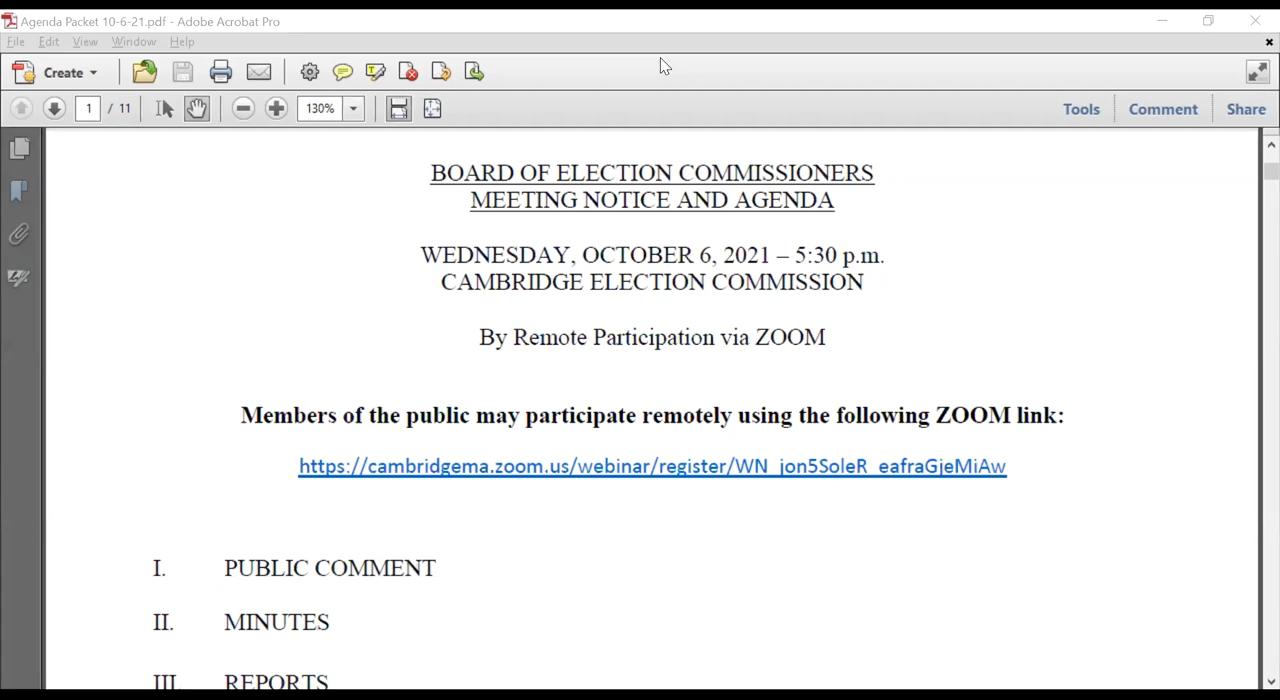 Agenda Packet 10-6-21.pdf - Adobe Acrobat Pro
File Edit View Window Help
Create
1 / 11 130% Tools Comment Share
BOARD OF ELECTION COMMISSIONERS
MEETING NOTICE AND AGENDA
WEDNESDAY, OCTOBER 6, 2021 – 5:30 p.m.
CAMBRIDGE ELECTION COMMISSION
By Remote Participation via ZOOM
Members of the public may participate remotely using the following ZOOM link:
https://cambridgema.zoom.us/webinar/register/WN_jon5SoleR_eafraGjeMiAw
I. PUBLIC COMMENT
II. MINUTES
III. REPORTS